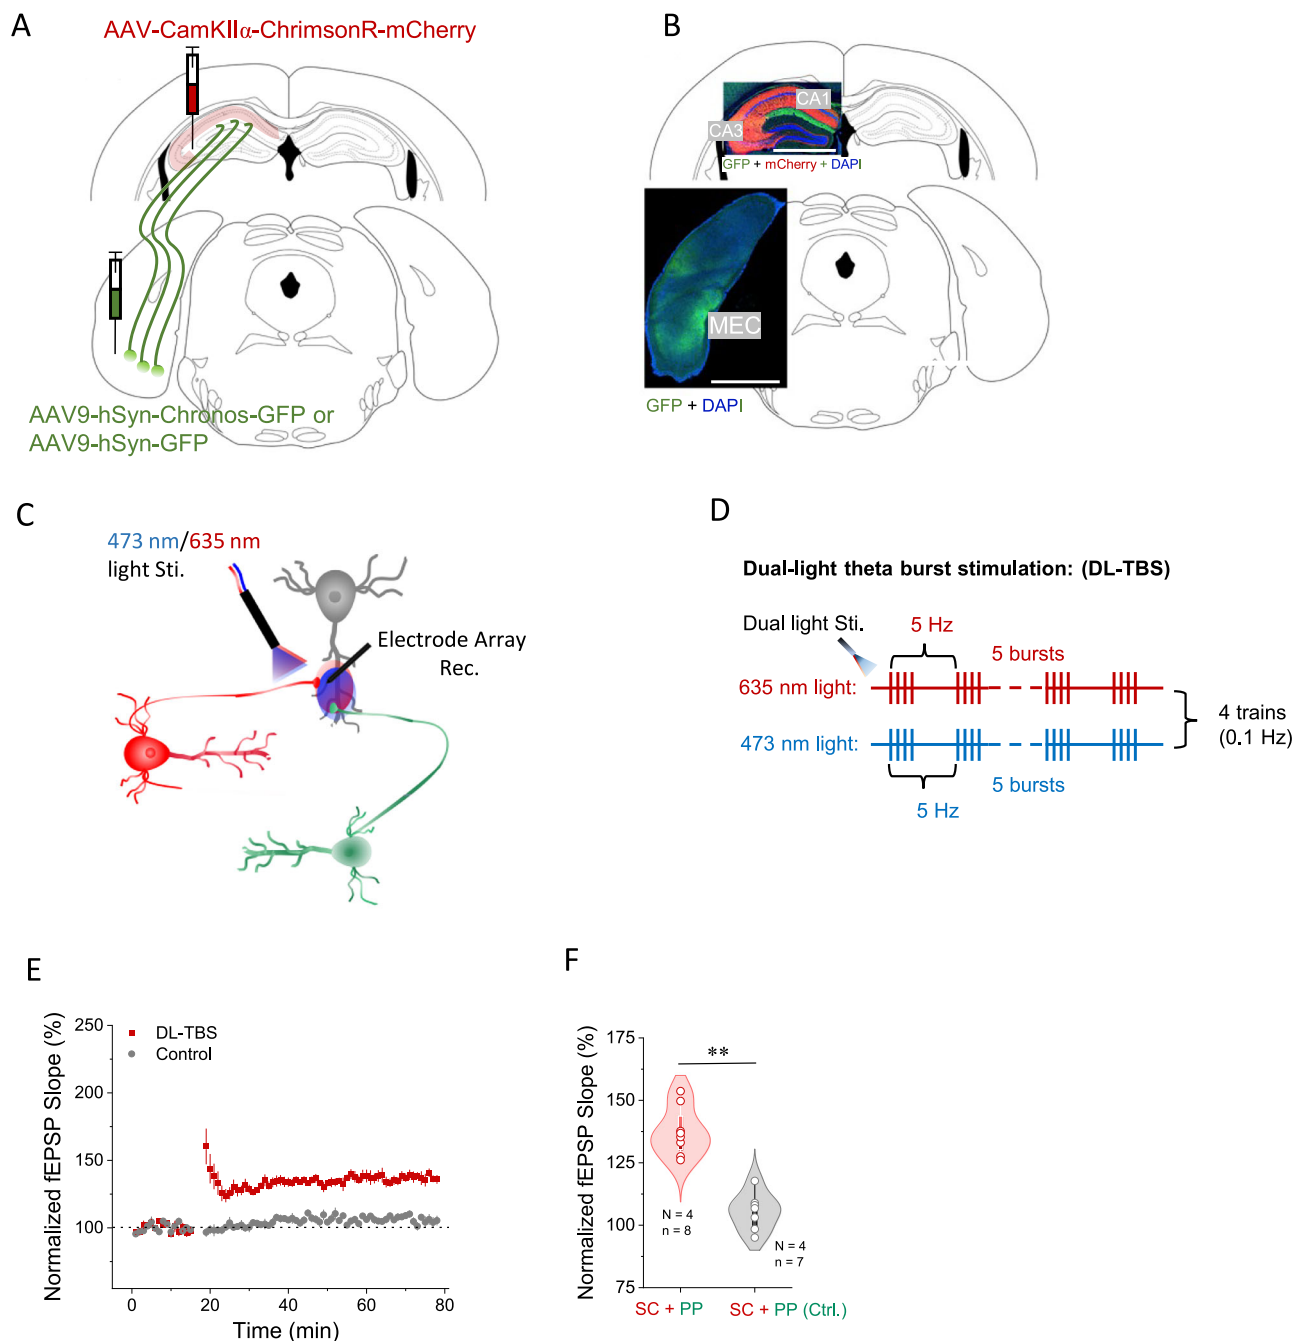 A
AAV-CamKIIα-ChrimsonR-mCherry
AAV9-hSyn-Chronos-GFP or
AAV9-hSyn-GFP
B
CA1
CA3
GFP + mCherry + DAPI
MEC
GFP + DAPI
C
473 nm/635 nm
light Sti.
Electrode Array
Rec.
D
Dual-light theta burst stimulation: (DL-TBS)
Dual light Sti.
5 Hz
5 bursts
635 nm light:
473 nm light:
4 trains
(0.1 Hz)
5 bursts
5 Hz
E
Normalized fEPSP Slope (%)
250
200
150
100
DL-TBS
Control
0
20
40
60
80
Time (min)
F
Normalized fEPSP Slope (%)
175
150
125
100
75
**
N = 4
n = 8
N = 4
n = 7
SC + PP
SC + PP (Ctrl.)